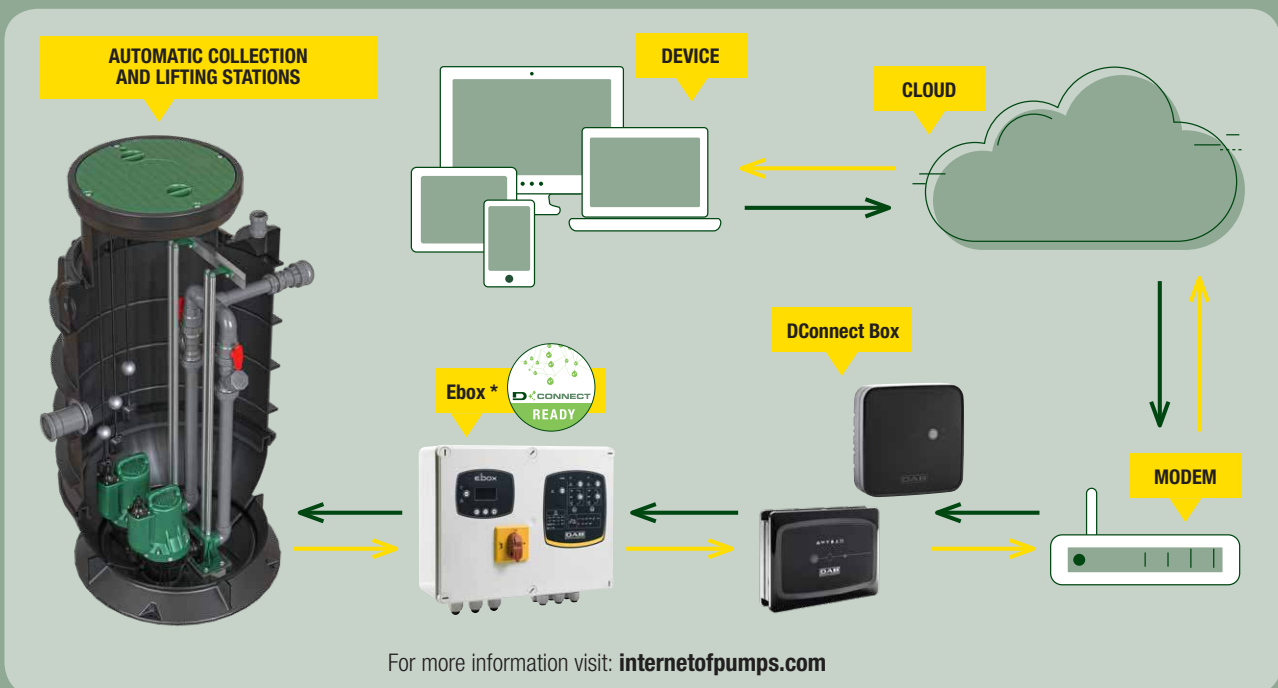 AUTOMATIC COLLECTION
AND LIFTING STATIONS
DEVICE
CLOUD
DConnect Box
Ebox *
D CONNECT
READY
MODEM
e.box
DAB
DAB
DAB
For more information visit: internetofpumps.com